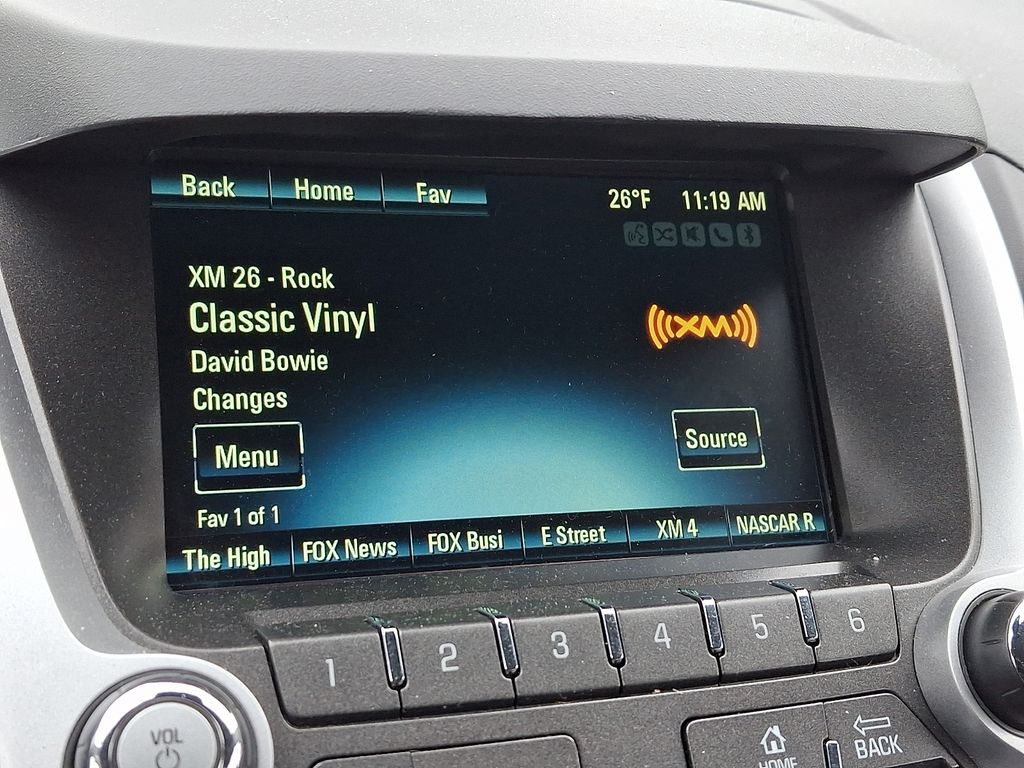 Back Home Fav 26°F 11:19 AM
XM 26 - Rock
Classic Vinyl
((XM))
David Bowie
Changes
Menu Source
Fav 1 of 1
The High FOX News FOX Busi E Street XM 4 NASCAR R
1 2 3 4 5 6
VOL
HOME BACK